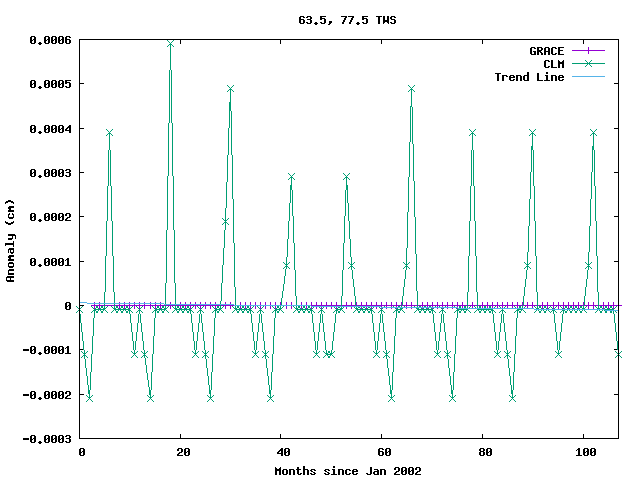 63.5, 77.5 TWS
GRACE
CLM
Trend Line
0.0006
0.0005
0.0004
0.0003
0.0002
0.0001
0
-0.0001
-0.0002
-0.0003
Anomaly (cm)
0 20 40 60 80 100
Months since Jan 2002